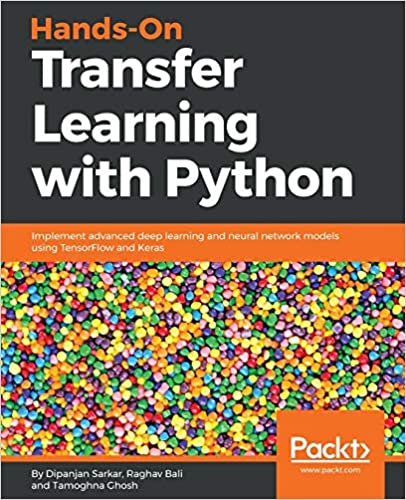 Hands-On
Transfer
Learning
with Python
Implement advanced deep learning and neural network models
using TensorFlow and Keras
Packt>
www.packt.com
By Dipanjan Sarkar, Raghav Bali
and Tamoghna Ghosh